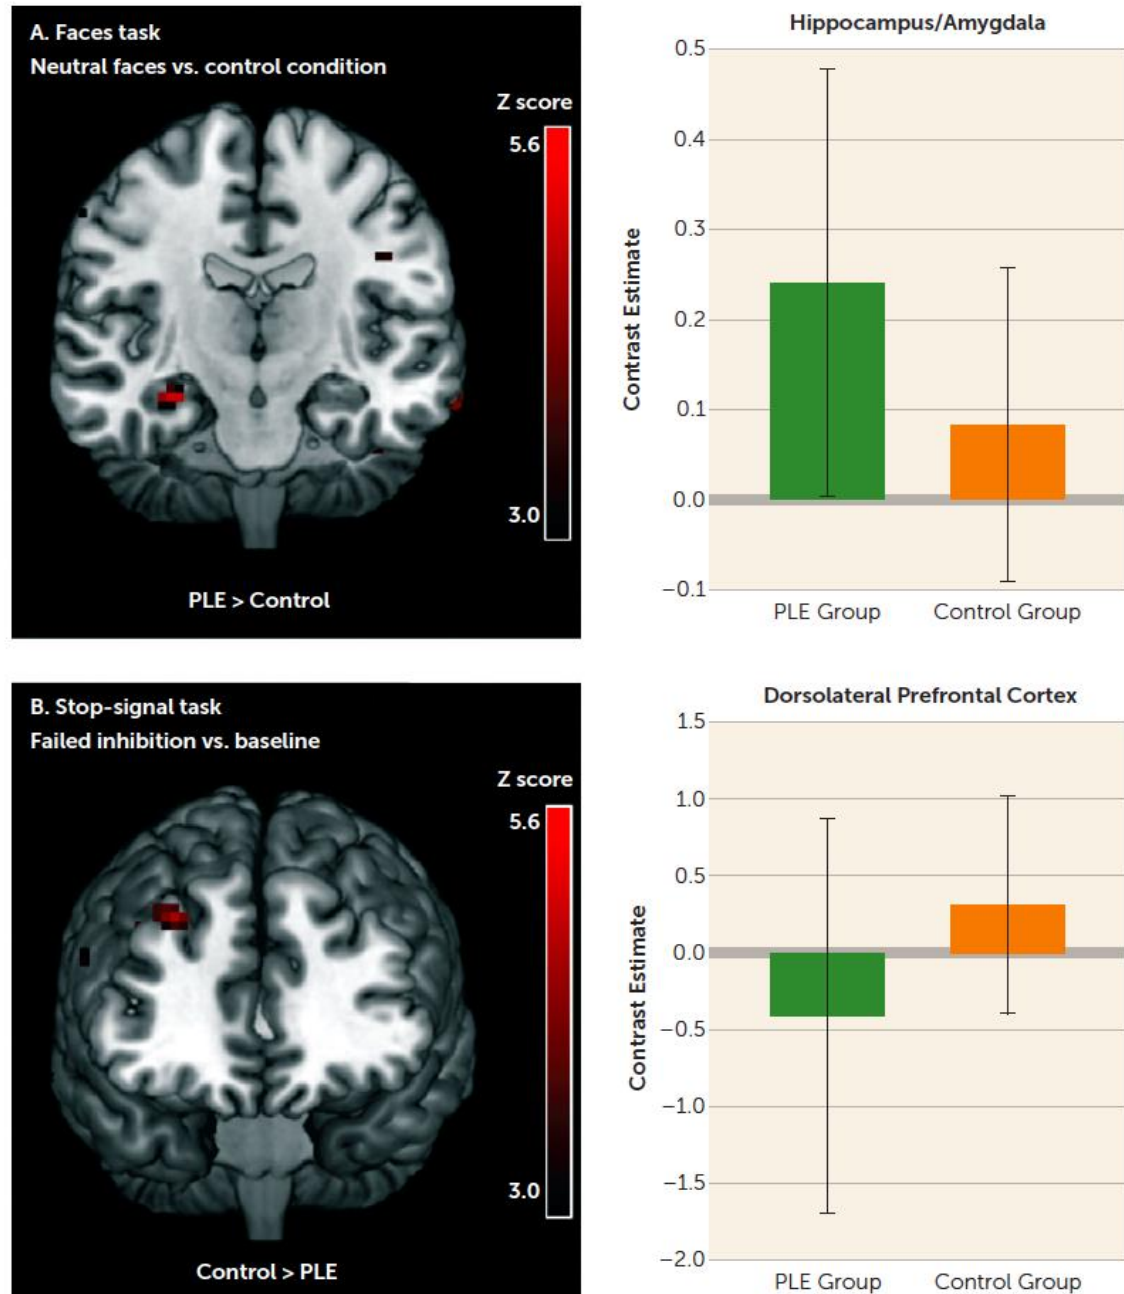 A. Faces task
Neutral faces vs. control condition
Z score
5.6
3.0
PLE > Control
Hippocampus/Amygdala
Contrast Estimate
0.5
0.4
0.3
0.2
0.1
0.0
−0.1
PLE Group
Control Group
B. Stop-signal task
Failed inhibition vs. baseline
Z score
5.6
3.0
Control > PLE
Dorsolateral Prefrontal Cortex
Contrast Estimate
1.5
1.0
0.5
0.0
−0.5
−1.0
−1.5
−2.0
PLE Group
Control Group